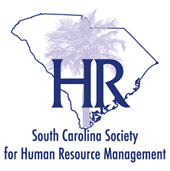 HR
South Carolina Society
for Human Resource Management